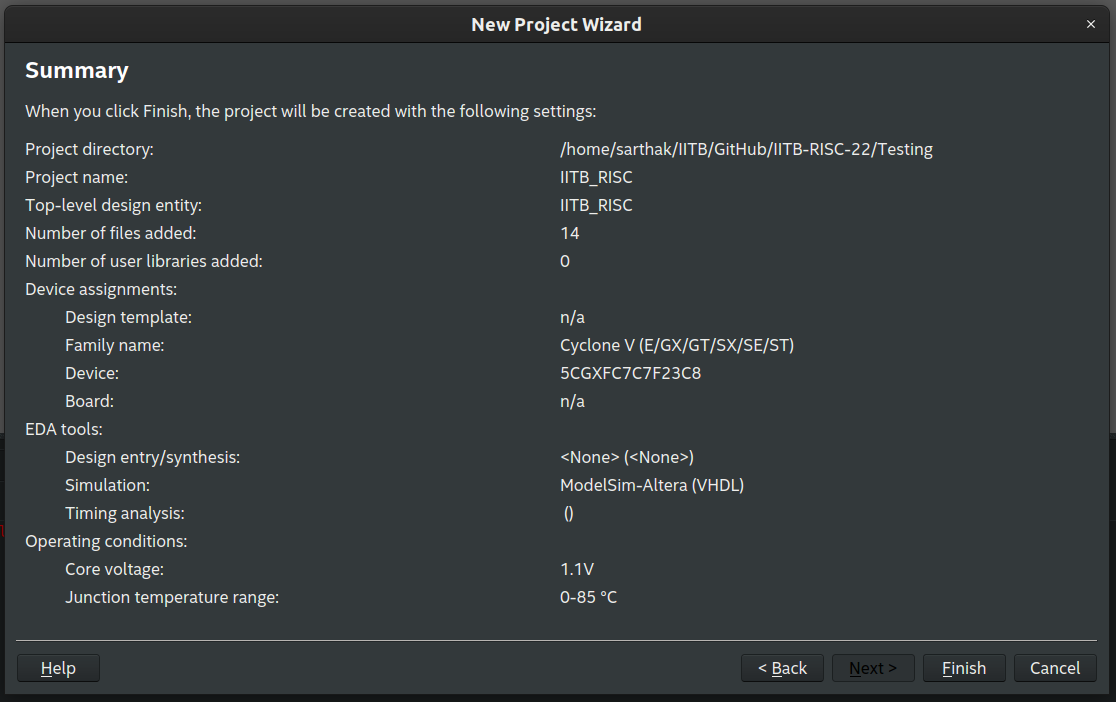 New Project Wizard ×
Summary
When you click Finish, the project will be created with the following settings:
Project directory: /home/sarthak/IITB/GitHub/IITB-RISC-22/Testing
Project name: IITB_RISC
Top-level design entity: IITB_RISC
Number of files added: 14
Number of user libraries added: 0
Device assignments:
Design template: n/a
Family name: Cyclone V (E/GX/GT/SX/SE/ST)
Device: 5CGXFC7C7F23C8
Board: n/a
EDA tools:
Design entry/synthesis: <None> (<None>)
Simulation: ModelSim-Altera (VHDL)
Timing analysis: ()
Operating conditions:
Core voltage: 1.1V
Junction temperature range: 0-85 °C
Help < Back Next > Finish Cancel